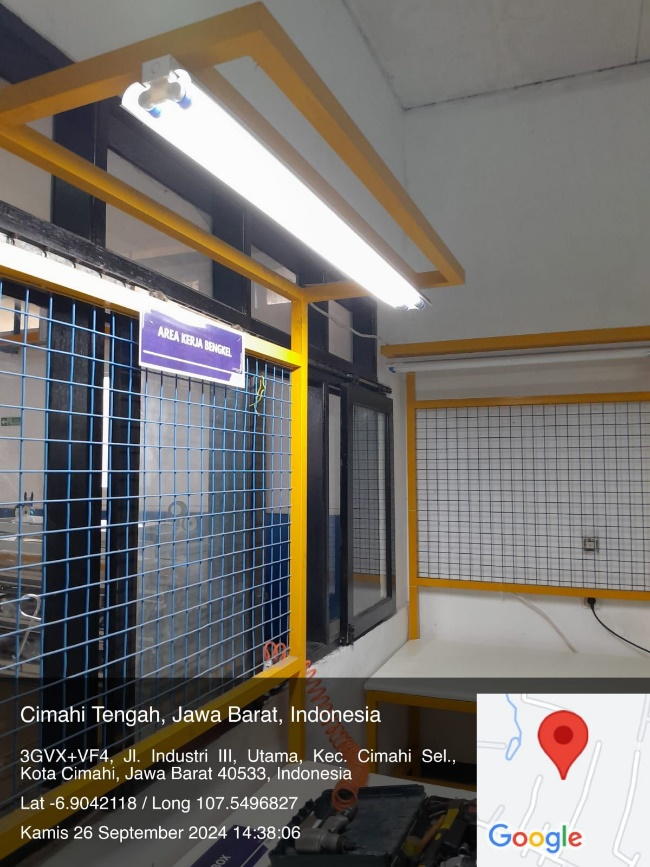 AREA KERJA BENGKEL
Cimahi Tengah, Jawa Barat, Indonesia
3GVX+VF4, Jl. Industri III, Utama, Kec. Cimahi Sel.,
Kota Cimahi, Jawa Barat 40533, Indonesia
Lat -6.9042118 / Long 107.5496827
Kamis 26 September 2024 14:38:06
Google